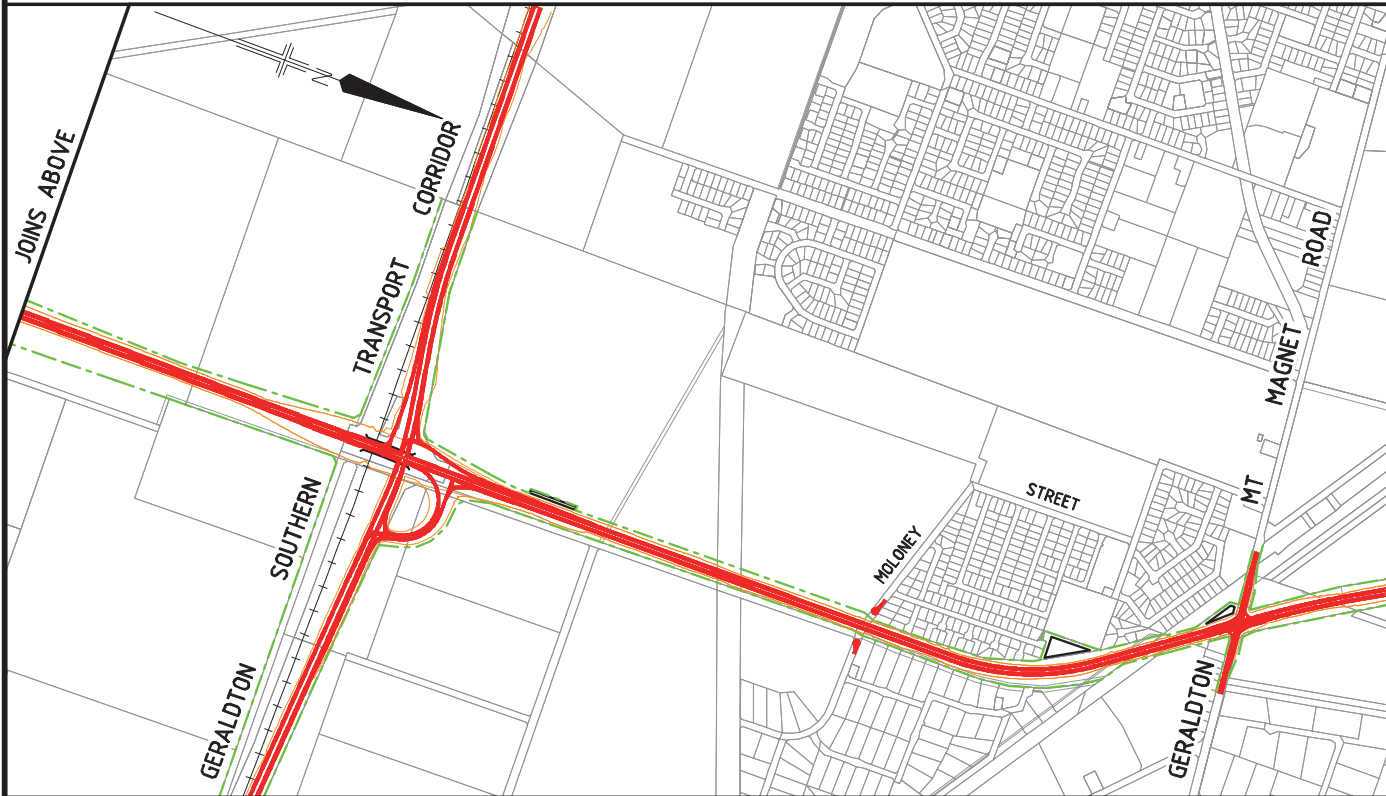 JOINS ABOVE
N
GERALDTON SOUTHERN TRANSPORT CORRIDOR
MOLONEY STREET
GERALDTON MT MAGNET ROAD